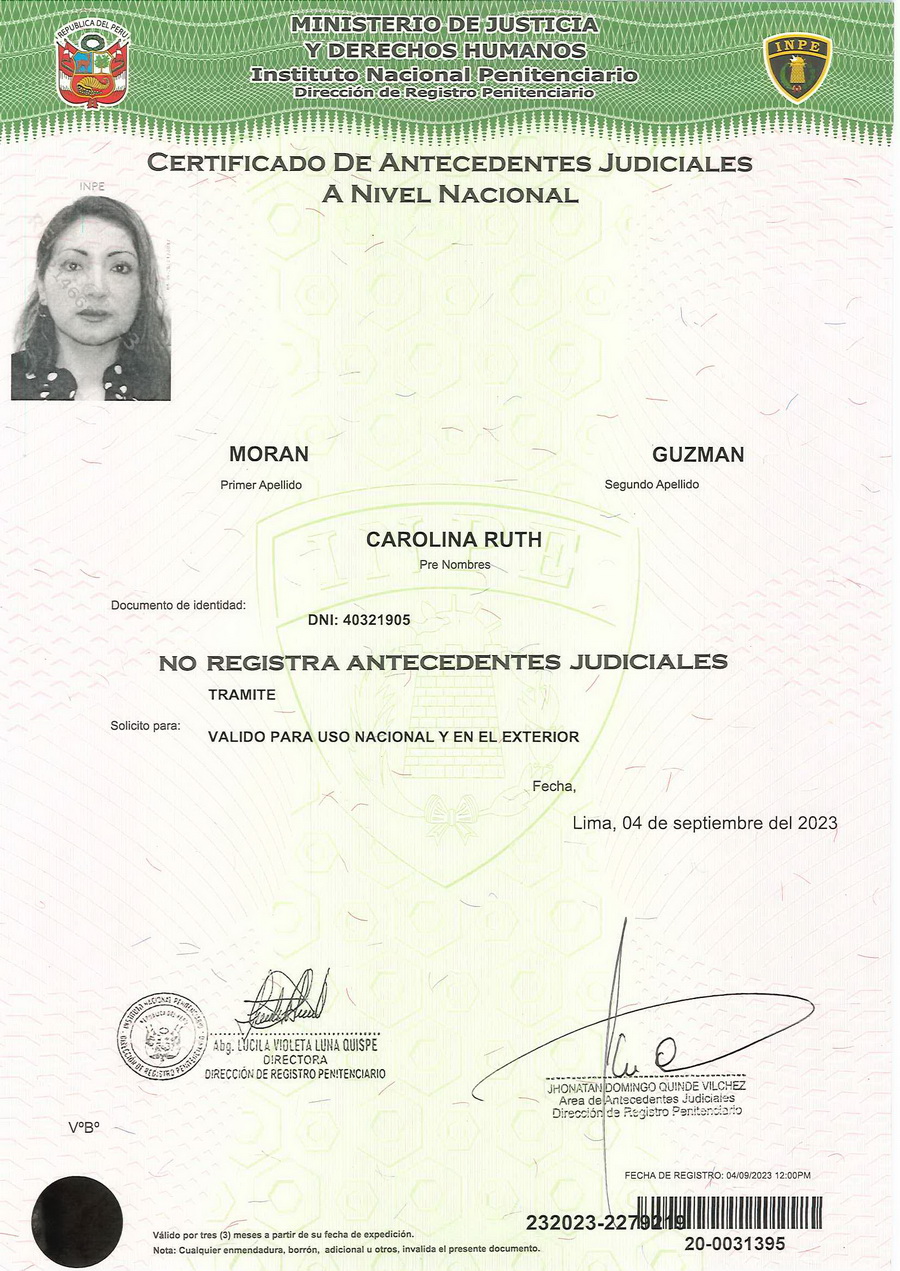 REPUBLICA DEL PERU
MINISTERIO DE JUSTICIA
Y DERECHOS HUMANOS
Instituto Nacional Penitenciario
Dirección de Registro Penitenciario
INPE
CERTIFICADO DE ANTECEDENTES JUDICIALES
A NIVEL NACIONAL
INPE
MORAN
GUZMAN
Primer Apellido
Segundo Apellido
CAROLINA RUTH
Pre Nombres
INPE
Documento de identidad:
DNI: 40321905
NO REGISTRA ANTECEDENTES JUDICIALES
TRAMITE
Solicito para:
VALIDO PARA USO NACIONAL Y EN EL EXTERIOR
Fecha,
Lima, 04 de septiembre del 2023
INSTITUTO NACIONAL PENITENCIARIO
REPUBLICA DEL PERU
DIRECCIÓN DE REGISTRO PENITENCIARIO
Abg. LUCILA VIOLETA LUNA QUISPE
DIRECTORA
DIRECCIÓN DE REGISTRO PENITENCIARIO
JHONATAN DOMINGO QUINDE VILCHEZ
Area de Antecedentes Judiciales
Dirección de Registro Penitenciario
VºBº
FECHA DE REGISTRO: 04/09/2023 12:00PM
232023-2279219
20-0031395
Válido por tres (3) meses a partir de su fecha de expedición.
Nota: Cualquier enmendadura, borrón, adicional u otros, invalida el presente documento.